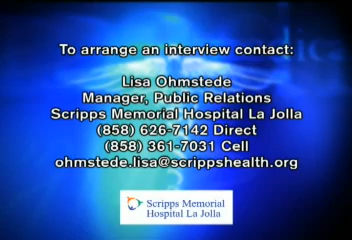 To arrange an interview contact:
Lisa Ohmstede
Manager, Public Relations
Scripps Memorial Hospital La Jolla
(858) 626-7142 Direct
(858) 361-7031 Cell
ohmstede.lisa@scrippshealth.org
Scripps Memorial
Hospital La Jolla